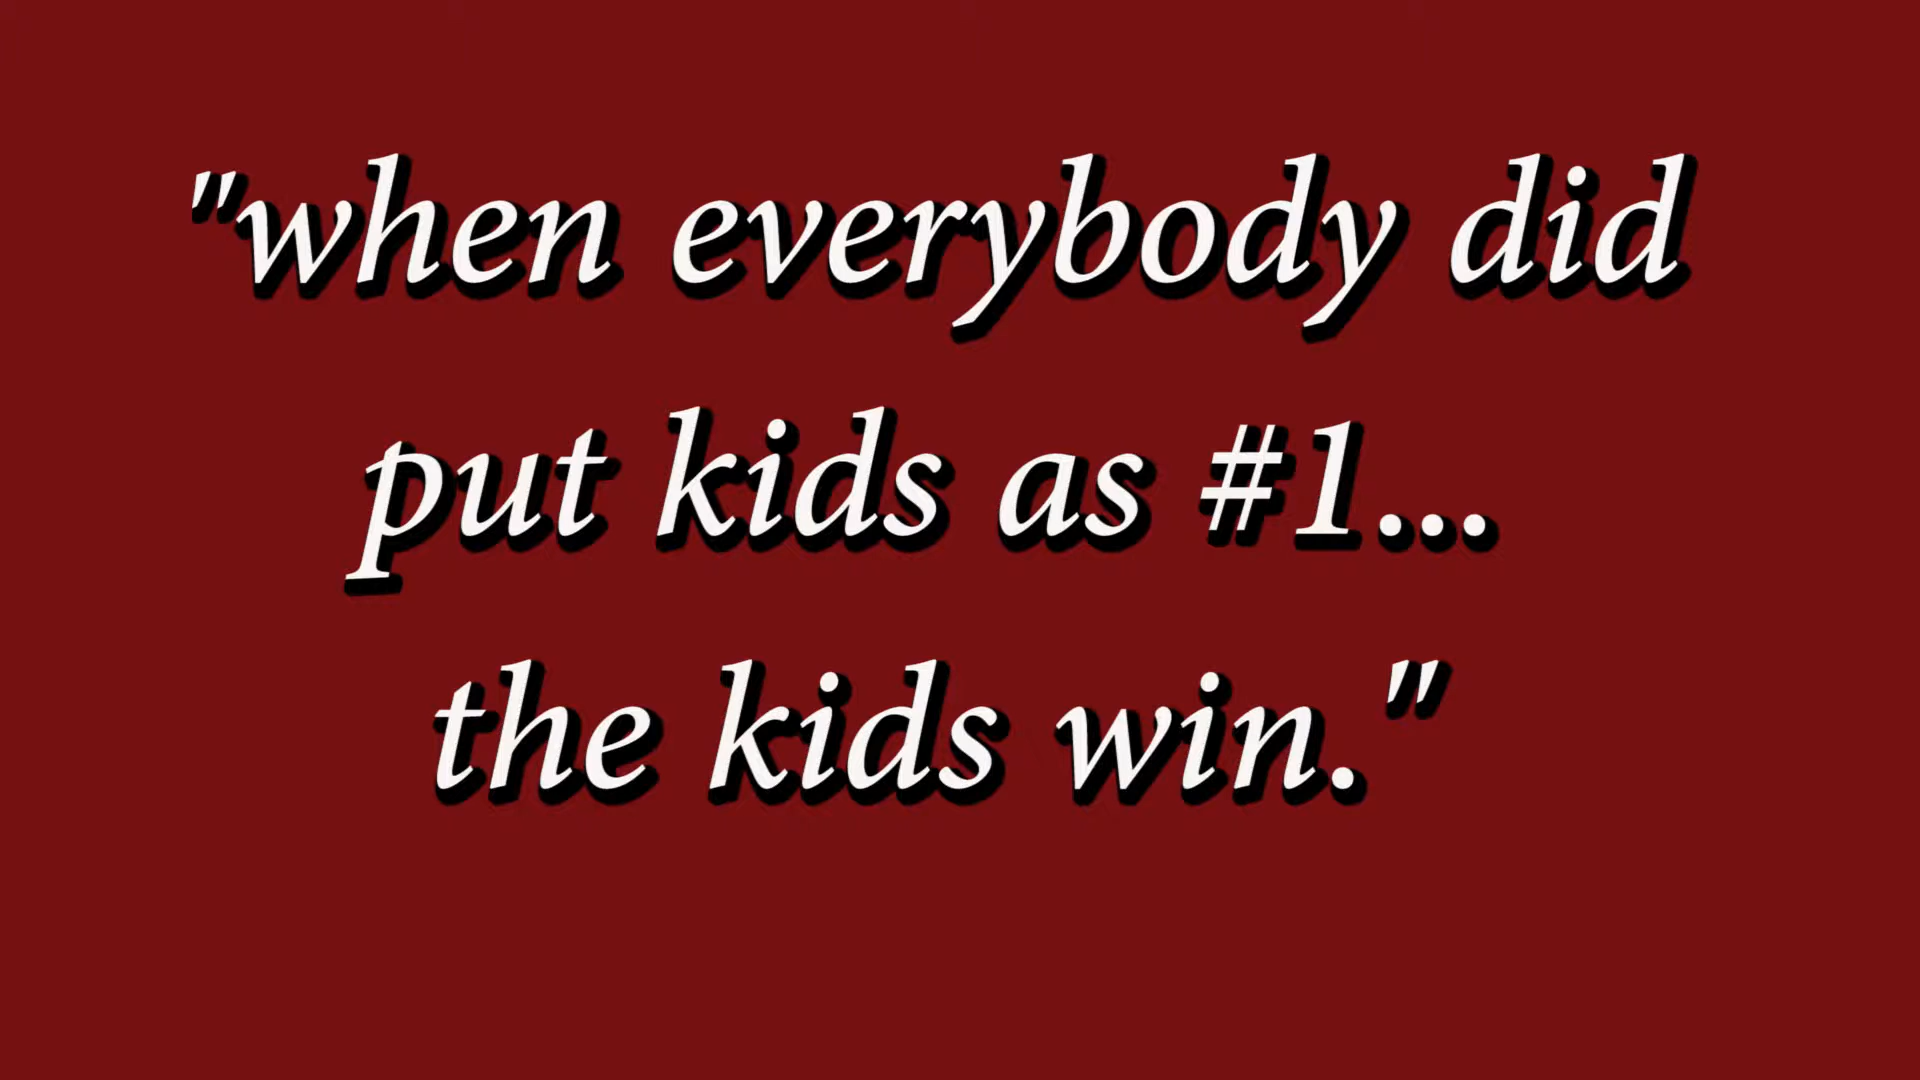 "when everybody did
put kids as #1...
the kids win."